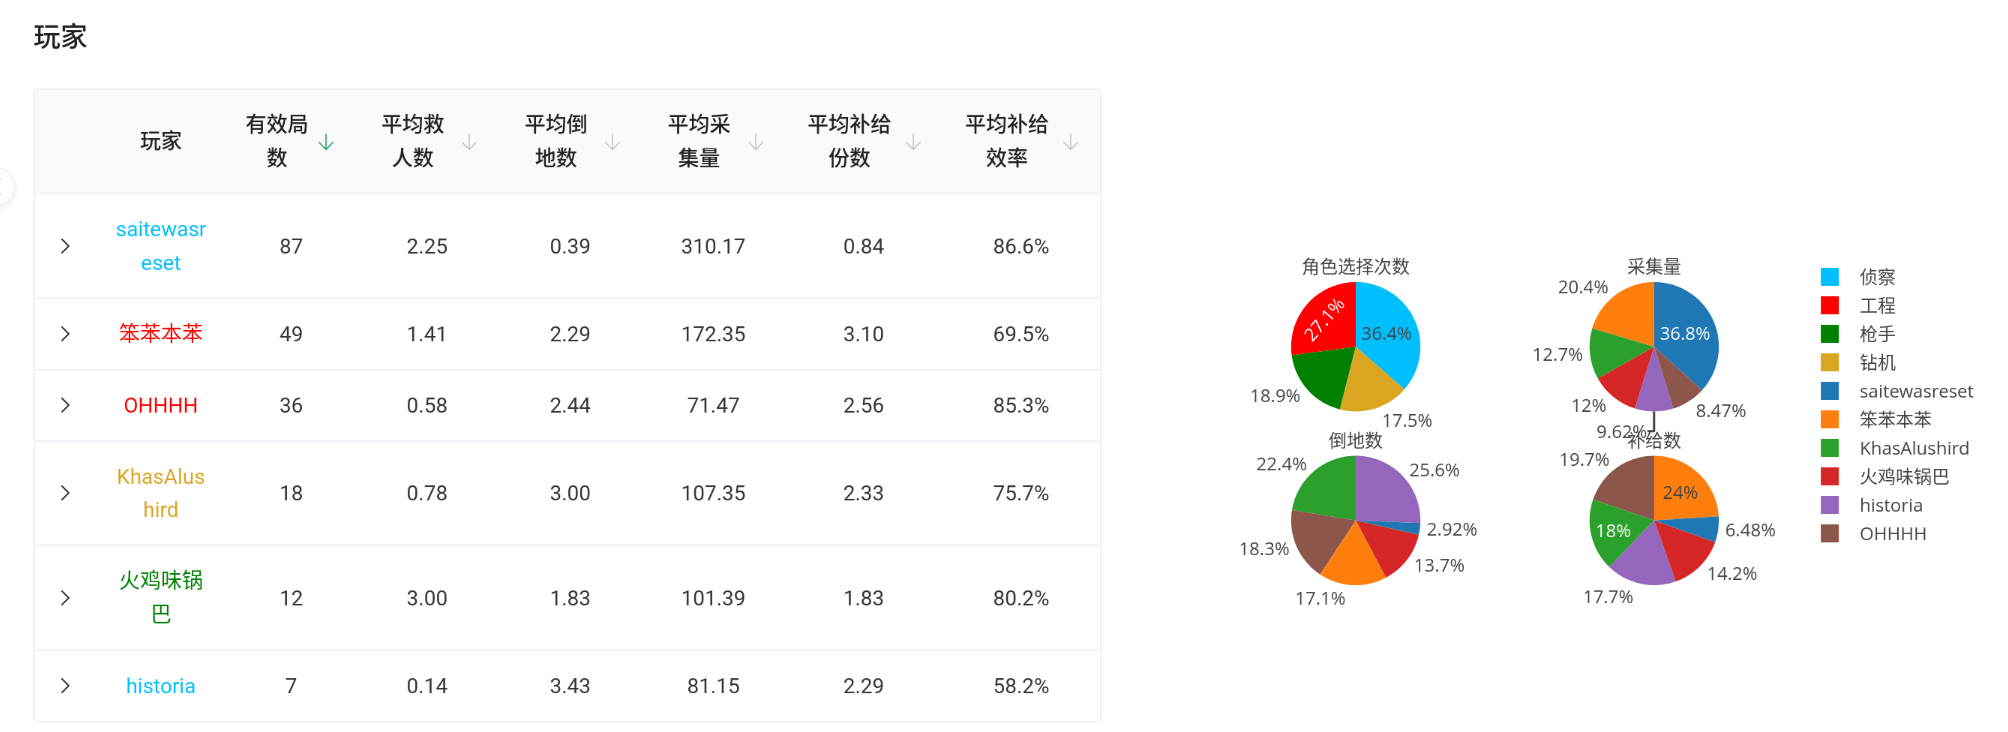 玩家
玩家
有效局
数
平均救
人数
平均倒
地数
平均采
集量
平均补给
份数
平均补给
效率
saitewasr
eset
87
2.25
0.39
310.17
0.84
86.6%
笨苯本苯
49
1.41
2.29
172.35
3.10
69.5%
OHHHH
36
0.58
2.44
71.47
2.56
85.3%
KhasAlus
hird
18
0.78
3.00
107.35
2.33
75.7%
火鸡味锅
巴
12
3.00
1.83
101.39
1.83
80.2%
historia
7
0.14
3.43
81.15
2.29
58.2%
角色选择次数
27.1%
36.4%
18.9%
17.5%
采集量
20.4%
36.8%
12.7%
12%
9.62%
8.47%
倒地数
22.4%
25.6%
2.92%
18.3%
13.7%
17.1%
补给数
19.7%
24%
18%
6.48%
14.2%
17.7%
侦察
工程
枪手
钻机
saitewasreset
笨苯本苯
KhasAlushird
火鸡味锅巴
historia
OHHHH